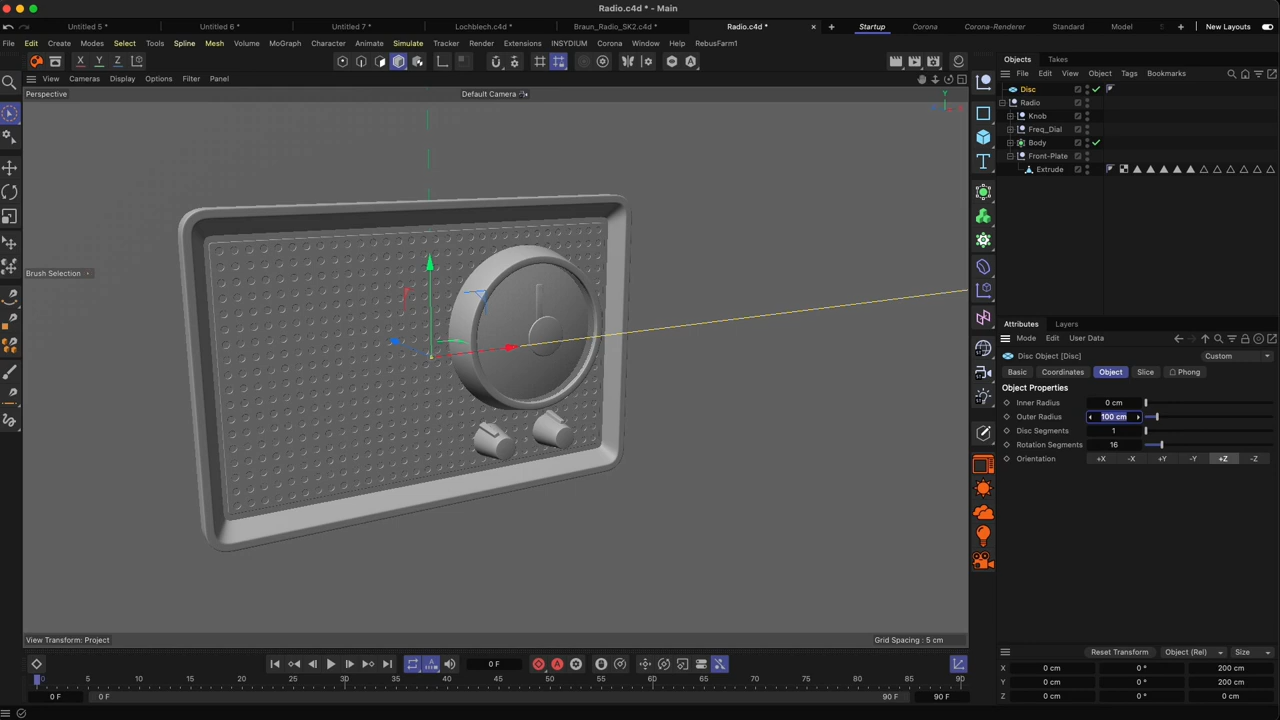 Radio.c4d * - Main
Untitled 5 *
Untitled 6 *
Untitled 7 *
Lochblech.c4d *
Braun_Radio_SK2.c4d *
Radio.c4d *
Startup
Corona
Corona-Renderer
Standard
Model
New Layouts
File Edit Create Modes Select Tools Spline Mesh Volume MoGraph Character Animate Simulate Tracker Render Extensions INSYDIUM Corona Window Help RebusFarm1
X Y Z
Objects Takes
View Cameras Display Options Filter Panel
File Edit View Object Tags Bookmarks
Perspective
Default Camera
Y
Disc
Radio
Knob
Freq_Dial
Body
Front-Plate
Extrude
Brush Selection
Attributes Layers
Mode Edit User Data
Disc Object [Disc]
Custom
Basic Coordinates Object Slice Phong
Object Properties
Inner Radius 0 cm
Outer Radius 100 cm
Disc Segments 1
Rotation Segments 16
Orientation +X -X +Y -Y +Z -Z
View Transform: Project
Grid Spacing : 5 cm
Reset Transform Object (Rel) Size
0 F
X 0 cm 0 ° 200 cm
Y 0 cm 0 ° 200 cm
Z 0 cm 0 ° 0 cm
0 5 10 15 20 25 30 35 40 45 50 55 60 65 70 75 80 85 90
0 F 0 F 90 F 90 F